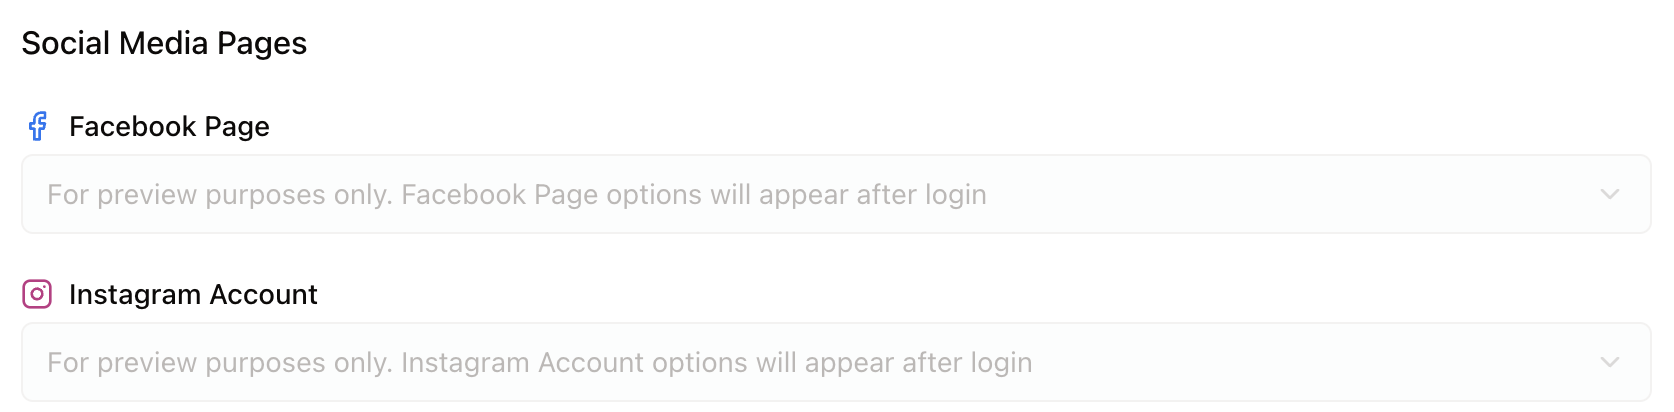 Social Media Pages
Facebook Page
For preview purposes only. Facebook Page options will appear after login
Instagram Account
For preview purposes only. Instagram Account options will appear after login